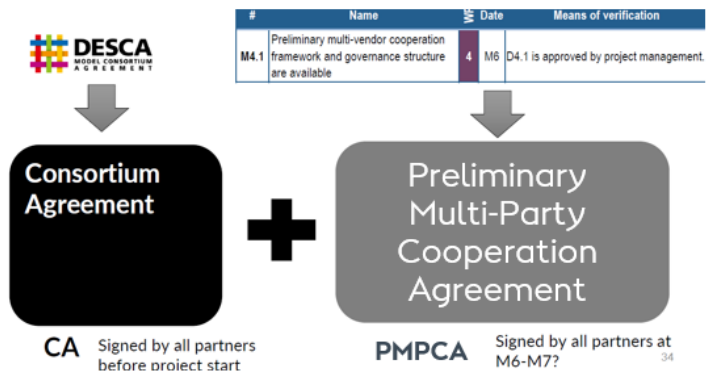 DESCA
MODEL CONSORTIUM
AGREEMENT
# Name WP Date Means of verification
M4.1 Preliminary multi-vendor cooperation framework and governance structure are available 4 M6 D4.1 is approved by project management.
Consortium
Agreement
Preliminary
Multi-Party
Cooperation
Agreement
CA Signed by all partners
before project start
PMPCA Signed by all partners at
M6-M7?
34